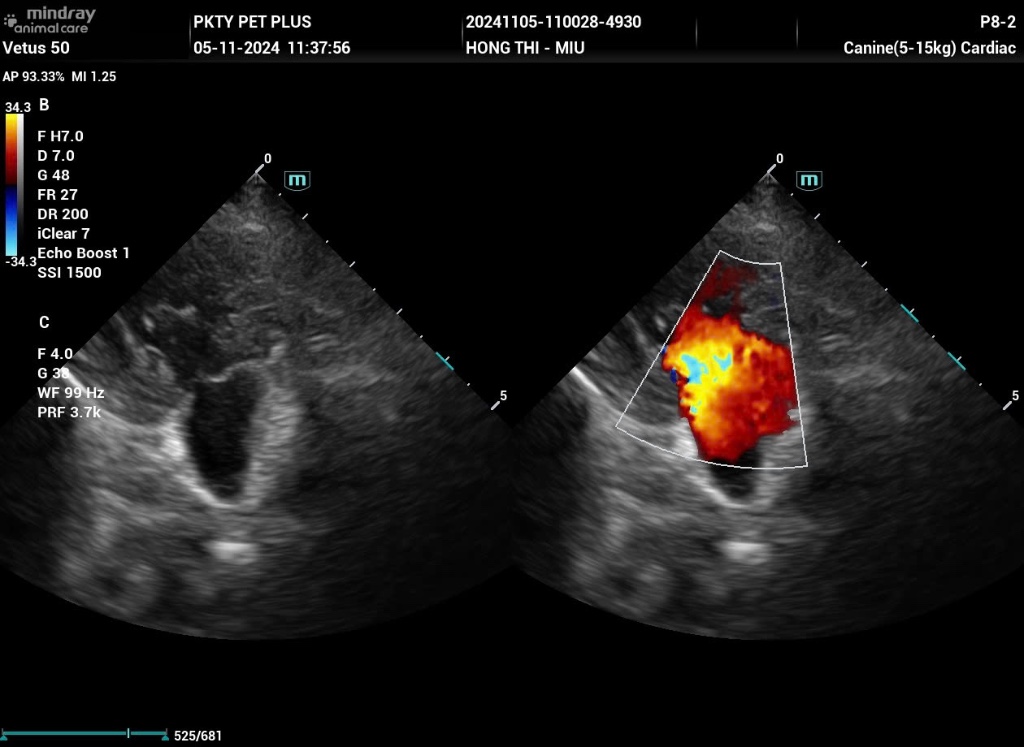 mindray
animalcare
Vetus 50
PKTY PET PLUS
05-11-2024 11:37:56
20241105-110028-4930
HONG THI - MIU
P8-2
Canine(5-15kg) Cardiac
AP 93.33% MI 1.25
34.3
B
F H7.0
D 7.0
G 48
FR 27
DR 200
iClear 7
Echo Boost 1
-34.3
SSI 1500
C
F 4.0
G 38
WF 99 Hz
PRF 3.7k
0
m
5
0
m
5
525/681